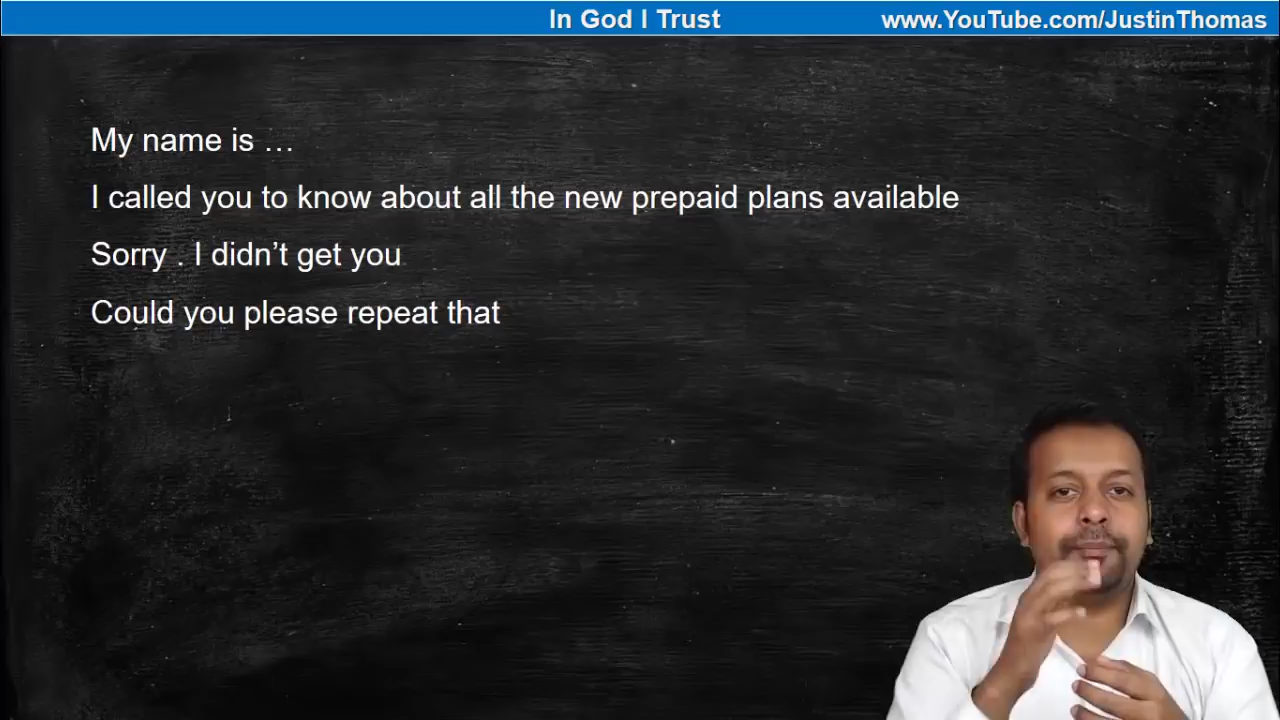 In God I Trust
www.YouTube.com/JustinThomas
My name is …
I called you to know about all the new prepaid plans available
Sorry . I didn’t get you
Could you please repeat that